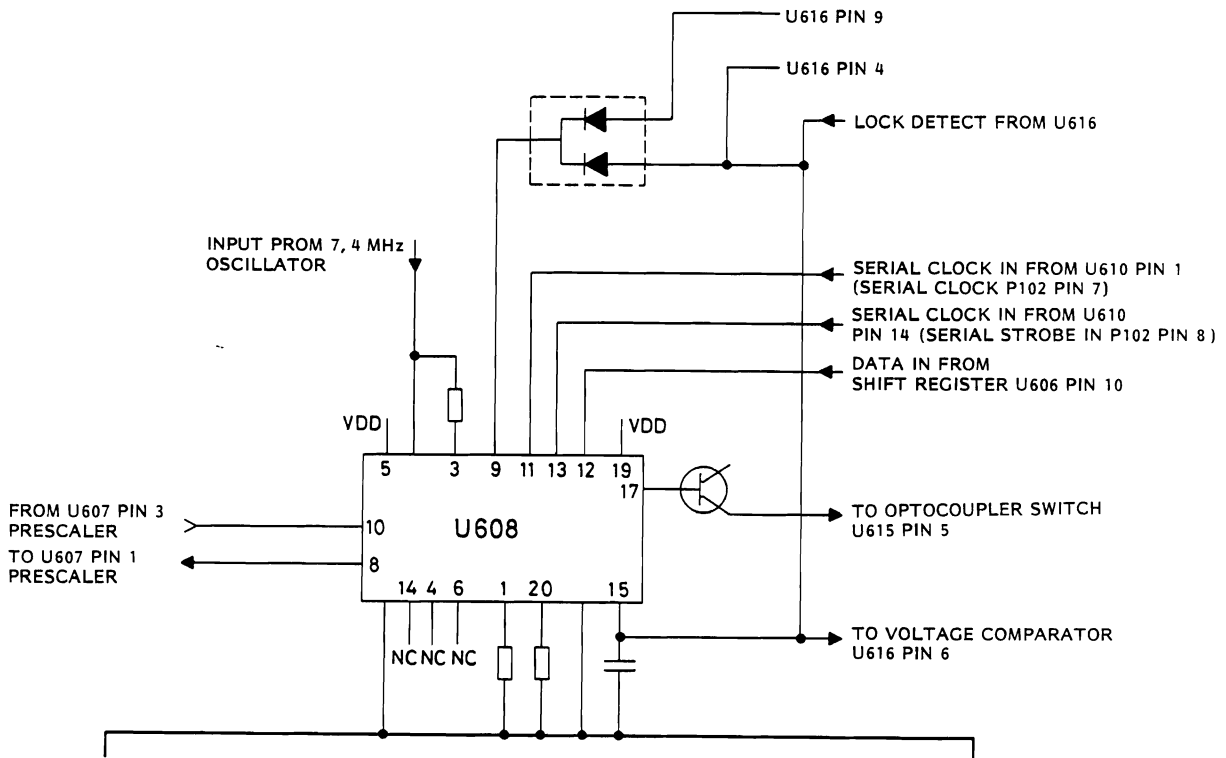 U616 PIN 9
U616 PIN 4
LOCK DETECT FROM U616
INPUT PROM 7,4 MHz
OSCILLATOR
SERIAL CLOCK IN FROM U610 PIN 1
(SERIAL CLOCK P102 PIN 7)
SERIAL CLOCK IN FROM U610
PIN 14 (SERIAL STROBE IN P102 PIN 8)
DATA IN FROM
SHIFT REGISTER U606 PIN 10
VDD
VDD
5 3 9 11 13 12 19
17
FROM U607 PIN 3
PRESCALER
10
U608
TO OPTOCOUPLER SWITCH
U615 PIN 5
TO U607 PIN 1
PRESCALER
8
14 4 6 1 20 15
NC NC NC
TO VOLTAGE COMPARATOR
U616 PIN 6